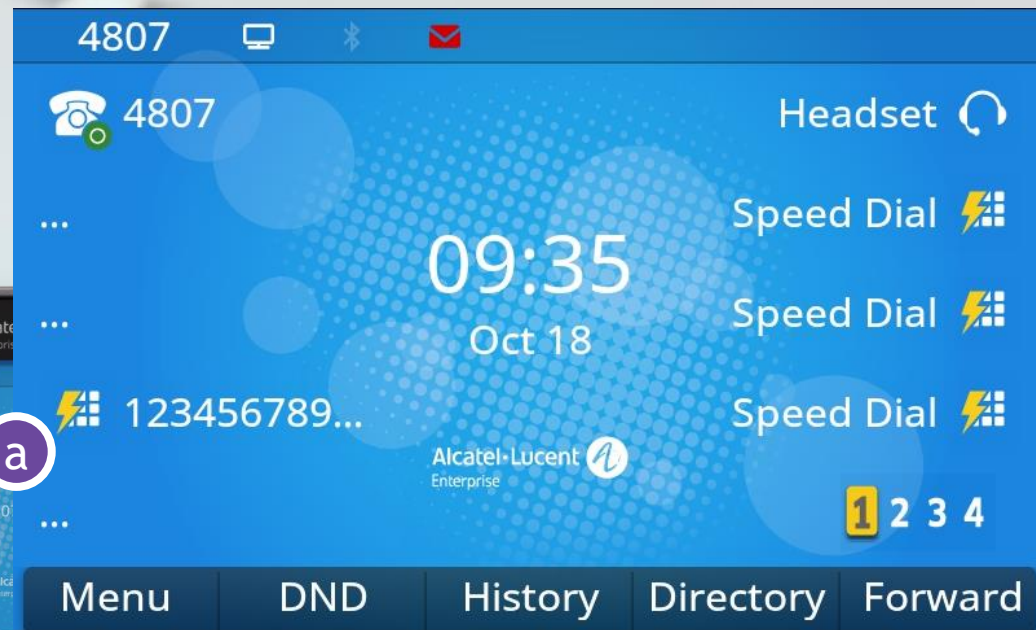 4807
4807
Headset
...
Speed Dial
09:35
...
Speed Dial
Oct 18
123456789...
Speed Dial
a
Alcatel·Lucent
Enterprise
...
1 2 3 4
Menu DND History Directory Forward